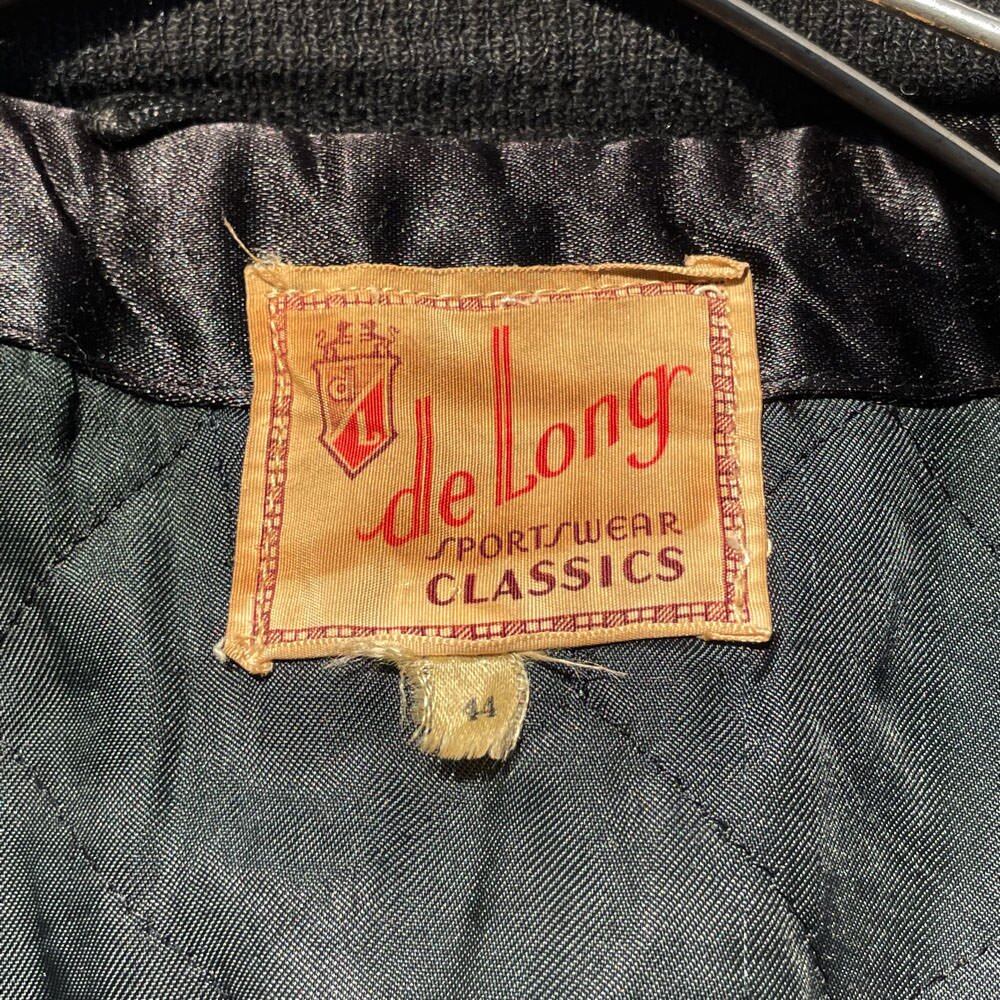 d
de Long
SPORTSWEAR
CLASSICS
44